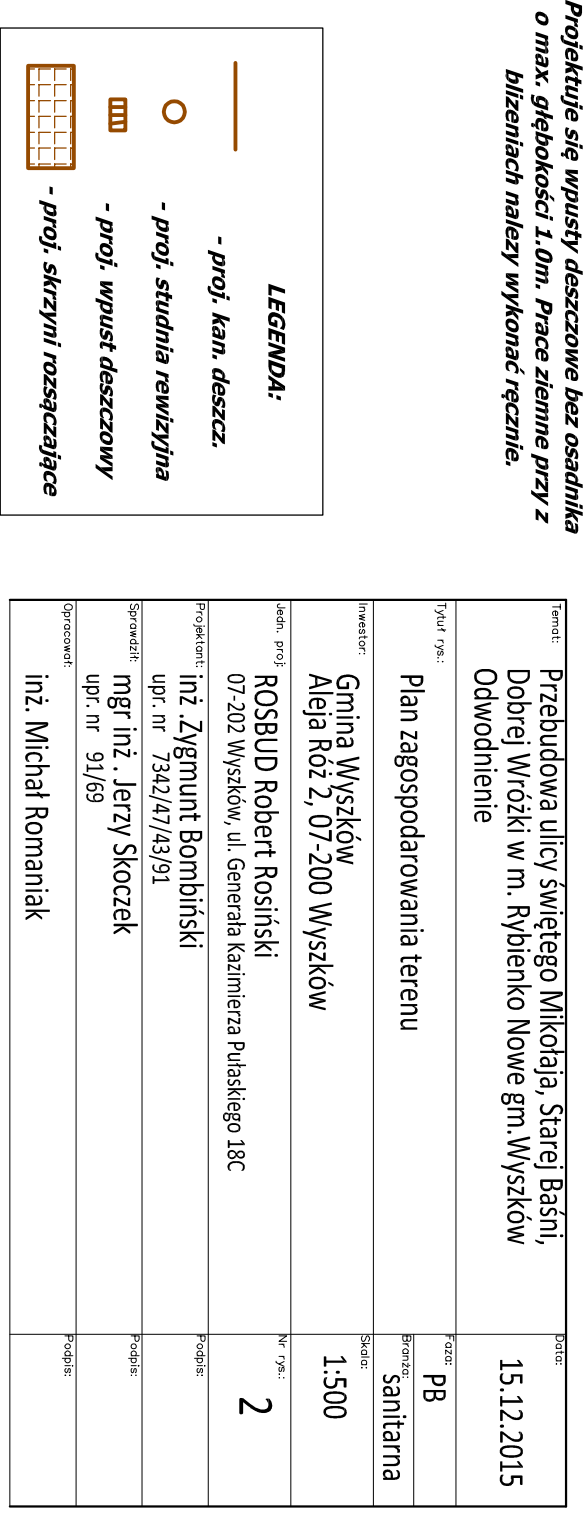 Projektuje się wpusty deszczowe bez osadnika
o max. głębokości 1.0m. Prace ziemne przy z
blizeniach nalezy wykonać ręcznie.
LEGENDA:
- proj. kan. deszcz.
- proj. studnia rewizyjna
- proj. wpust deszczowy
- proj. skrzyni rozsączające
Temat:
Przebudowa ulicy świętego Mikołaja, Starej Baśni,
Dobrej Wróżki w m. Rybienko Nowe gm.Wyszków
Odwodnienie
Data:
15.12.2015
Tytuł rys.:
Plan zagospodarowania terenu
Faza:
PB
Branża:
sanitarna
Inwestor:
Gmina Wyszków
Aleja Róż 2, 07-200 Wyszków
Skala:
1:500
Jedn. proj:
ROSBUD Robert Rosiński
07-202 Wyszków, ul. Generała Kazimierza Pułaskiego 18C
Nr rys.:
2
Projektant:
inż .Zygmunt Bombiński
upr. nr 7342/47/43/91
Podpis:
Sprawdził:
mgr inż . Jerzy Skoczek
upr. nr 91/69
Podpis:
Opracował:
inż. Michał Romaniak
Podpis: